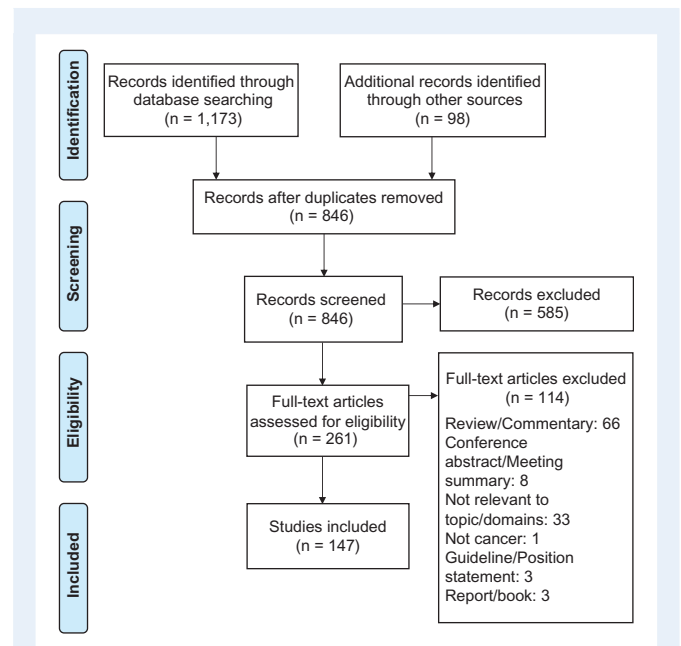 Identification
Records identified through
database searching
(n = 1,173)
Additional records identified
through other sources
(n = 98)
Records after duplicates removed
(n = 846)
Screening
Records screened
(n = 846)
Records excluded
(n = 585)
Eligibility
Full-text articles
assessed for eligibility
(n = 261)
Full-text articles excluded
(n = 114)
Review/Commentary: 66
Conference
abstract/Meeting
summary: 8
Not relevant to
topic/domains: 33
Not cancer: 1
Guideline/Position
statement: 3
Report/book: 3
Included
Studies included
(n = 147)